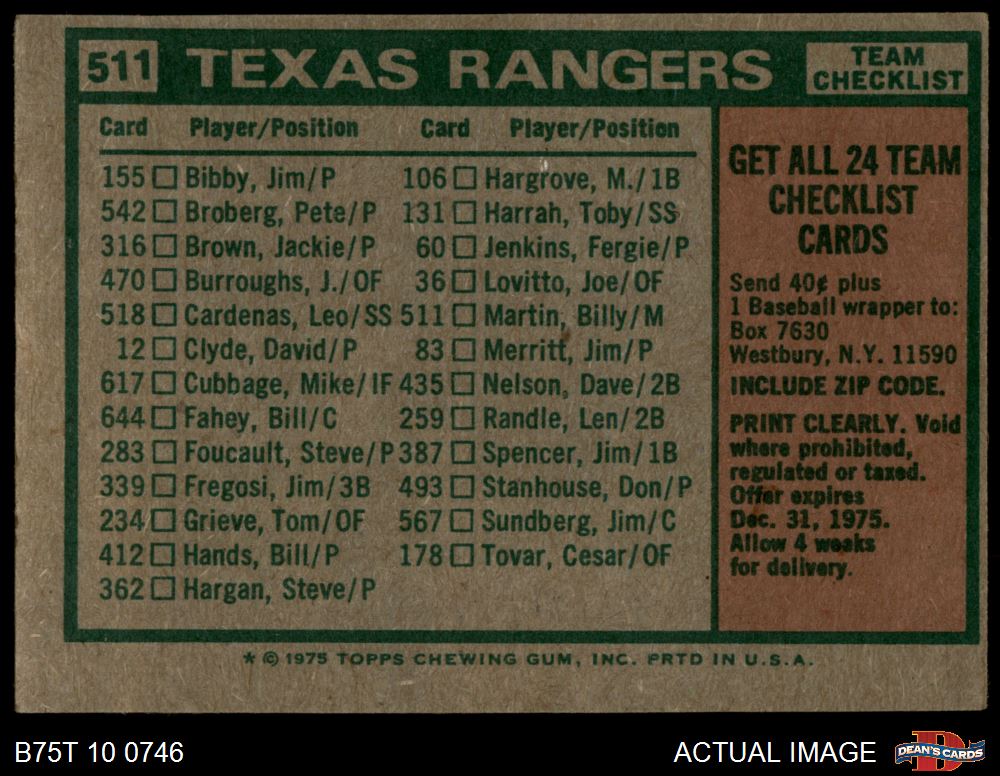 511 TEXAS RANGERS TEAM CHECKLIST
Card Player/Position Card Player/Position
155 Bibby, Jim/P 106 Hargrove, M./1B
542 Broberg, Pete/P 131 Harrah, Toby/SS
316 Brown, Jackie/P 60 Jenkins, Fergie/P
470 Burroughs, J./OF 36 Lovitto, Joe/OF
518 Cardenas, Leo/SS 511 Martin, Billy/M
12 Clyde, David/P 83 Merritt, Jim/P
617 Cubbage, Mike/IF 435 Nelson, Dave/2B
644 Fahey, Bill/C 259 Randle, Len/2B
283 Foucault, Steve/P 387 Spencer, Jim/1B
339 Fregosi, Jim/3B 493 Stanhouse, Don/P
234 Grieve, Tom/OF 567 Sundberg, Jim/C
412 Hands, Bill/P 178 Tovar, Cesar/OF
362 Hargan, Steve/P
GET ALL 24 TEAM
CHECKLIST
CARDS
Send 40¢ plus
1 Baseball wrapper to:
Box 7630
Westbury, N.Y. 11590
INCLUDE ZIP CODE.
PRINT CLEARLY. Void
where prohibited,
regulated or taxed.
Offer expires
Dec. 31, 1975.
Allow 4 weeks
for delivery.
* © 1975 TOPPS CHEWING GUM, INC. PRTD IN U.S.A.
B75T 10 0746 ACTUAL IMAGE DEAN'S CARDS